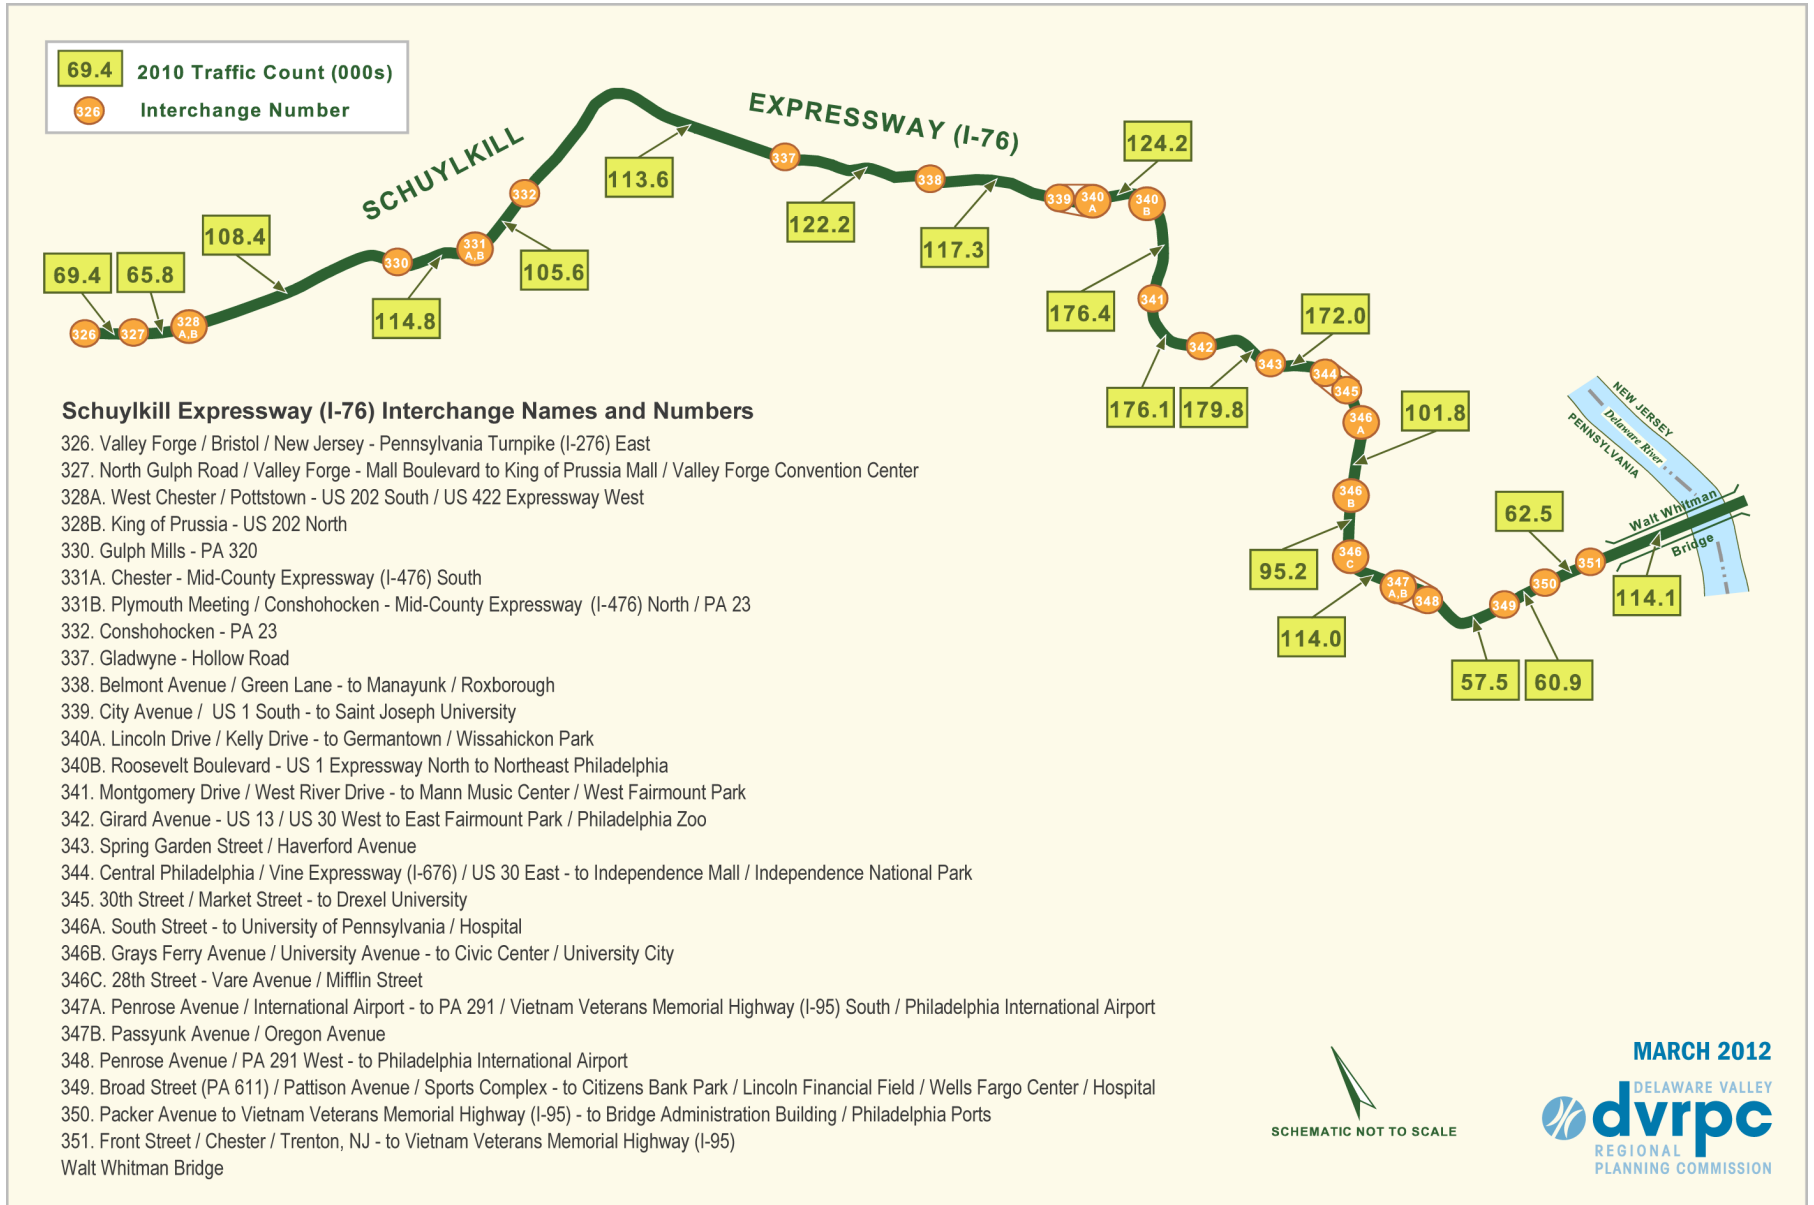 69.4 2010 Traffic Count (000s)
326 Interchange Number
SCHUYLKILL
EXPRESSWAY (I-76)
69.4
65.8
108.4
114.8
105.6
113.6
122.2
117.3
124.2
176.4
176.1
179.8
172.0
101.8
95.2
114.0
57.5
60.9
62.5
114.1
326
327
328 A,B
330
331 A,B
332
337
338
339
340 A
340 B
341
342
343
344
345
346 A
346 B
346 C
347 A,B
348
349
350
351
NEW JERSEY
Delaware River
PENNSYLVANIA
Walt Whitman
Bridge
Schuylkill Expressway (I-76) Interchange Names and Numbers
326. Valley Forge / Bristol / New Jersey - Pennsylvania Turnpike (I-276) East
327. North Gulph Road / Valley Forge - Mall Boulevard to King of Prussia Mall / Valley Forge Convention Center
328A. West Chester / Pottstown - US 202 South / US 422 Expressway West
328B. King of Prussia - US 202 North
330. Gulph Mills - PA 320
331A. Chester - Mid-County Expressway (I-476) South
331B. Plymouth Meeting / Conshohocken - Mid-County Expressway (I-476) North / PA 23
332. Conshohocken - PA 23
337. Gladwyne - Hollow Road
338. Belmont Avenue / Green Lane - to Manayunk / Roxborough
339. City Avenue / US 1 South - to Saint Joseph University
340A. Lincoln Drive / Kelly Drive - to Germantown / Wissahickon Park
340B. Roosevelt Boulevard - US 1 Expressway North to Northeast Philadelphia
341. Montgomery Drive / West River Drive - to Mann Music Center / West Fairmount Park
342. Girard Avenue - US 13 / US 30 West to East Fairmount Park / Philadelphia Zoo
343. Spring Garden Street / Haverford Avenue
344. Central Philadelphia / Vine Expressway (I-676) / US 30 East - to Independence Mall / Independence National Park
345. 30th Street / Market Street - to Drexel University
346A. South Street - to University of Pennsylvania / Hospital
346B. Grays Ferry Avenue / University Avenue - to Civic Center / University City
346C. 28th Street - Vare Avenue / Mifflin Street
347A. Penrose Avenue / International Airport - to PA 291 / Vietnam Veterans Memorial Highway (I-95) South / Philadelphia International Airport
347B. Passyunk Avenue / Oregon Avenue
348. Penrose Avenue / PA 291 West - to Philadelphia International Airport
349. Broad Street (PA 611) / Pattison Avenue / Sports Complex - to Citizens Bank Park / Lincoln Financial Field / Wells Fargo Center / Hospital
350. Packer Avenue to Vietnam Veterans Memorial Highway (I-95) - to Bridge Administration Building / Philadelphia Ports
351. Front Street / Chester / Trenton, NJ - to Vietnam Veterans Memorial Highway (I-95)
Walt Whitman Bridge
SCHEMATIC NOT TO SCALE
MARCH 2012
DELAWARE VALLEY
dvrpc
REGIONAL
PLANNING COMMISSION